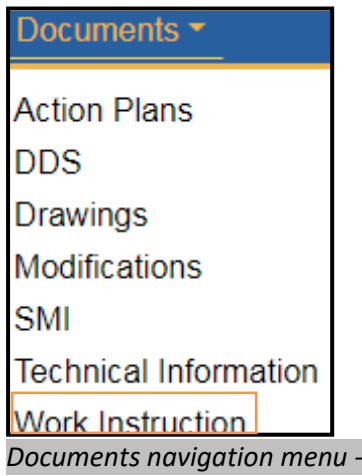 Documents
Action Plans
DDS
Drawings
Modifications
SMI
Technical Information
Work Instruction
Documents navigation menu -